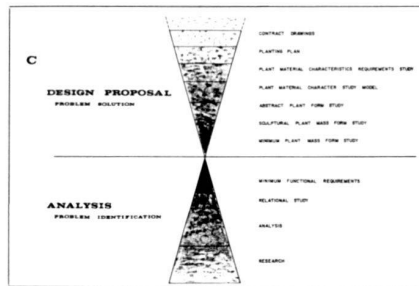 C
CONTRACT DRAWINGS
PLANTING PLAN
PLANT MATERIAL CHARACTERISTICS REQUIREMENTS STUDY
DESIGN PROPOSAL
PLANT MATERIAL CHARACTER STUDY MODEL
PROBLEM SOLUTION
ABSTRACT PLANT FORM STUDY
SCULPTURAL PLANT MASS FORM STUDY
MINIMUM PLANT MASS FORM STUDY
MINIMUM FUNCTIONAL REQUIREMENTS
RELATIONAL STUDY
ANALYSIS
PROBLEM IDENTIFICATION
ANALYSIS
RESEARCH